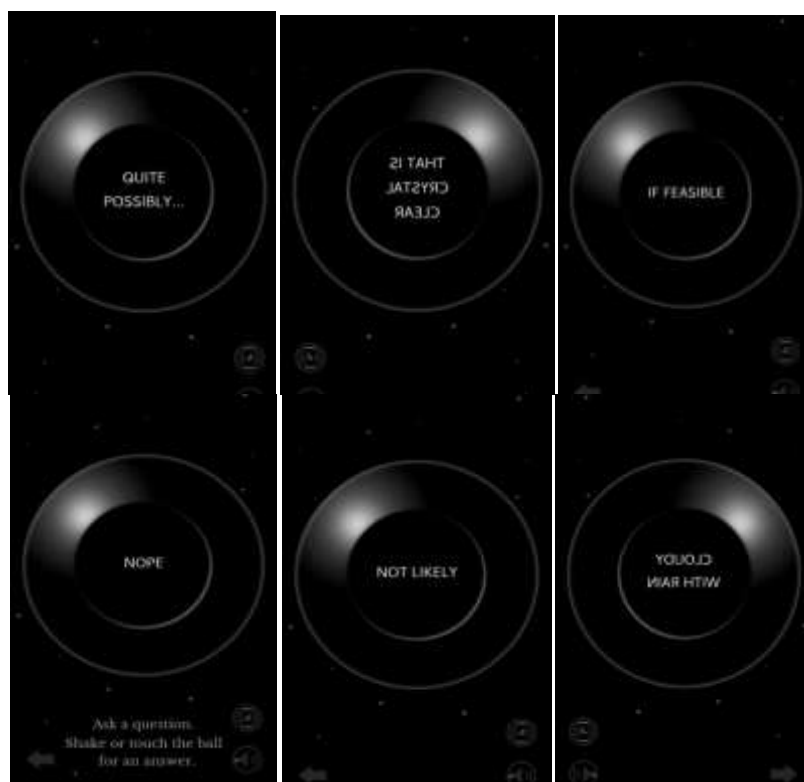 QUITE
POSSIBLY...
THAT IS
CRYSTAL
CLEAR
IF FEASIBLE
NOPE
Ask a question.
Shake or touch the ball
for an answer.
NOT LIKELY
CLOUDY
WITH RAIN